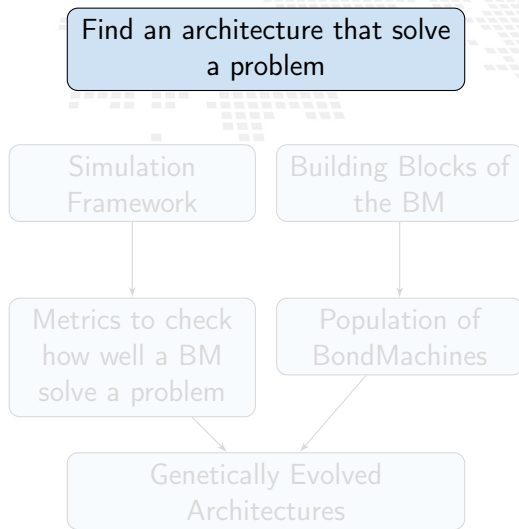 Find an architecture that solve
a problem
Simulation
Framework
Building Blocks of
the BM
Metrics to check
how well a BM
solve a problem
Population of
BondMachines
Genetically Evolved
Architectures